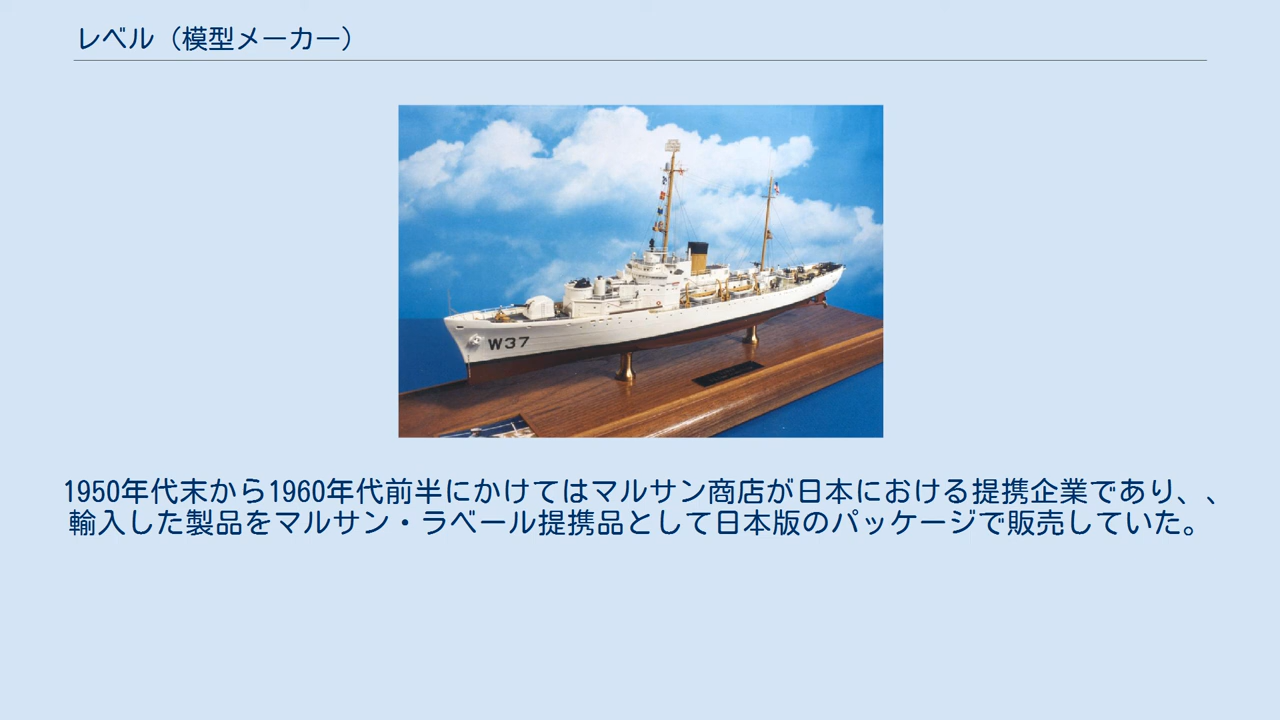 レベル（模型メーカー）
W37
1950年代末から1960年代前半にかけてはマルサン商店が日本における提携企業であり、、
輸入した製品をマルサン・ラベール提携品として日本版のパッケージで販売していた。